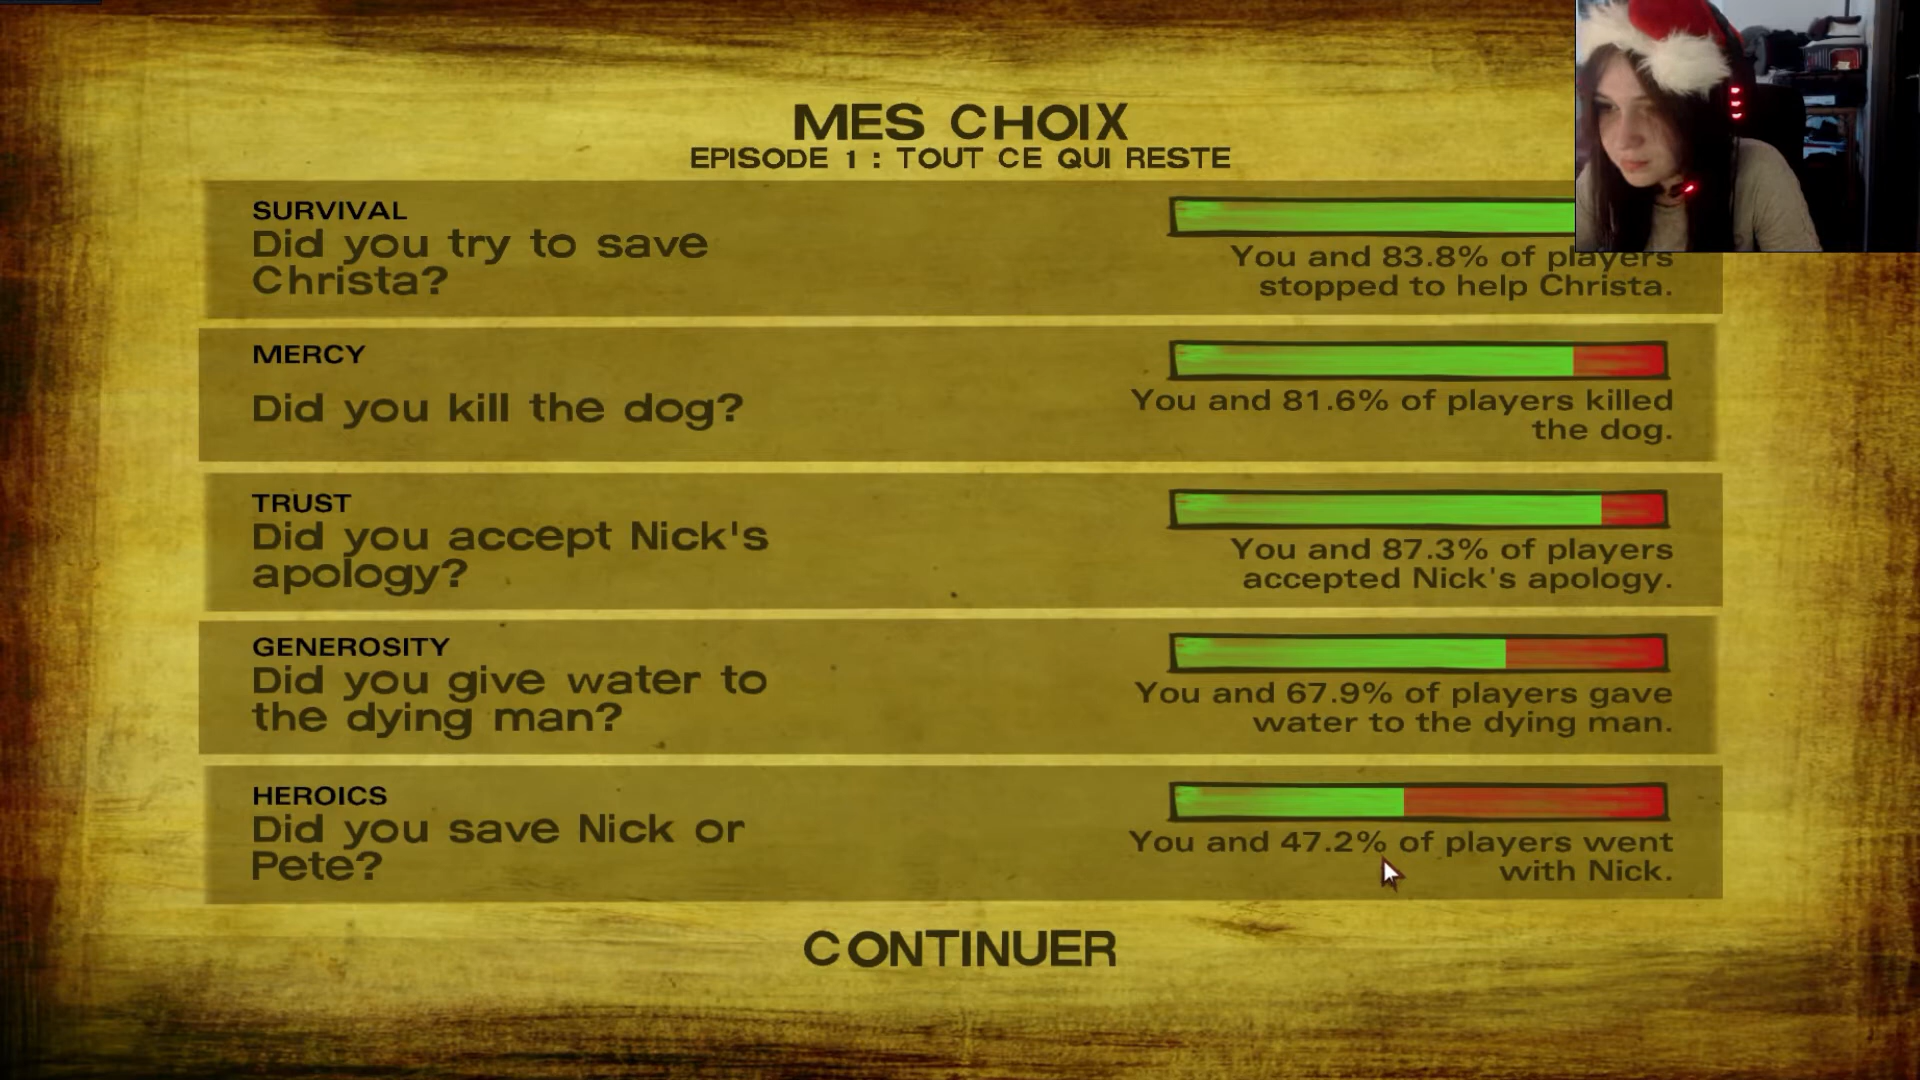 MES CHOIX
EPISODE 1 : TOUT CE QUI RESTE
SURVIVAL
Did you try to save
Christa?
You and 83.8% of players
stopped to help Christa.
MERCY
Did you kill the dog?
You and 81.6% of players killed
the dog.
TRUST
Did you accept Nick's
apology?
You and 87.3% of players
accepted Nick's apology.
GENEROSITY
Did you give water to
the dying man?
You and 67.9% of players gave
water to the dying man.
HEROICS
Did you save Nick or
Pete?
You and 47.2% of players went
with Nick.
CONTINUER